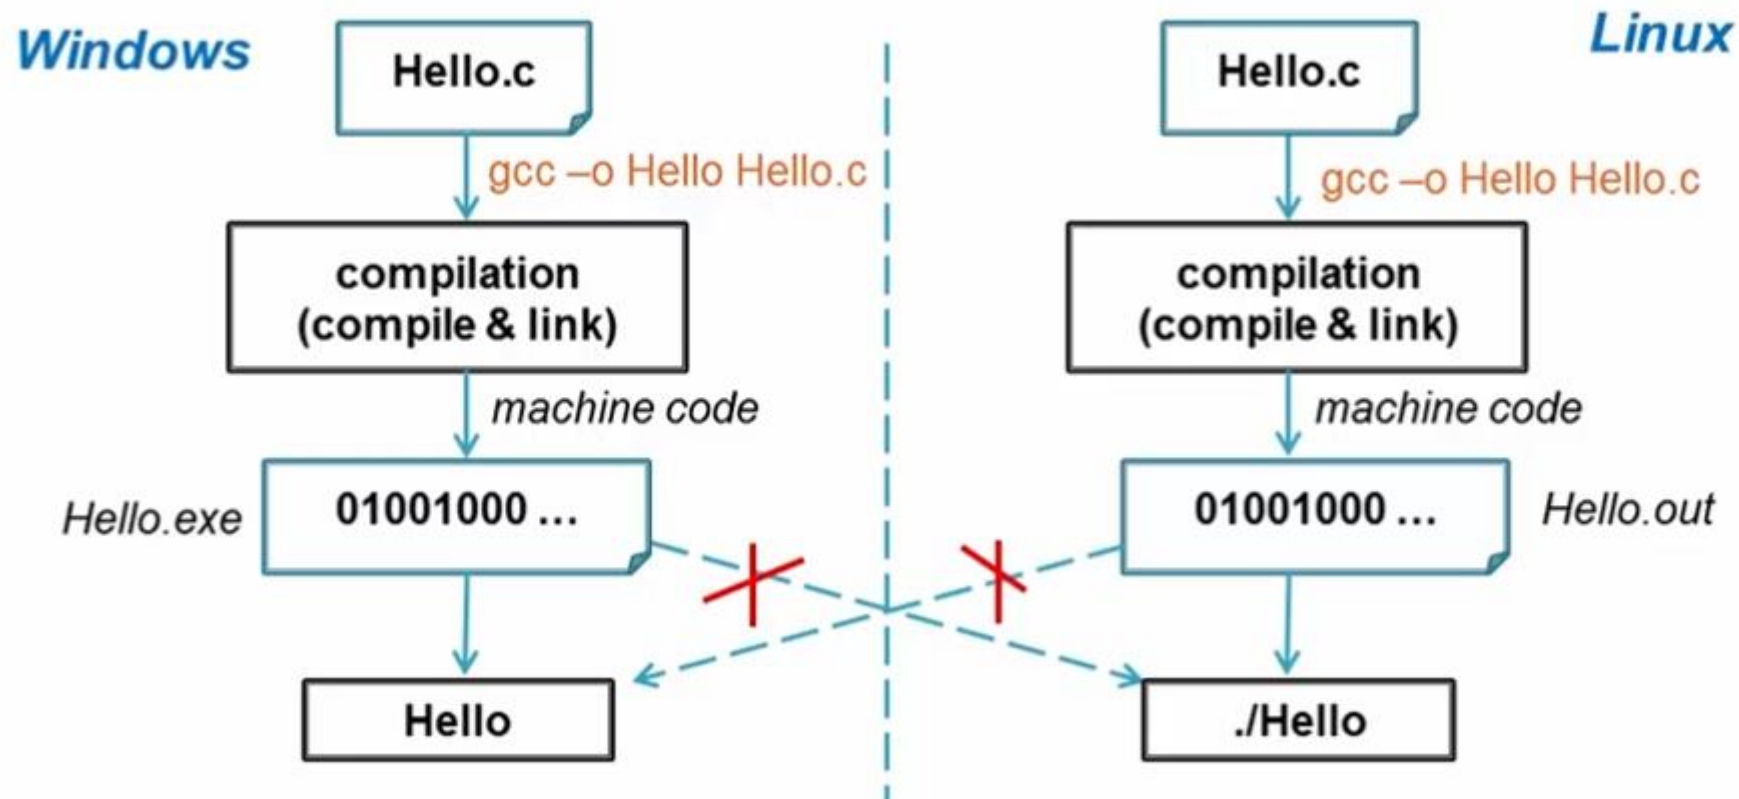 Windows
Hello.c
gcc –o Hello Hello.c
compilation
(compile & link)
machine code
Hello.exe
01001000 ...
Hello
Linux
Hello.c
gcc –o Hello Hello.c
compilation
(compile & link)
machine code
01001000 ...
Hello.out
./Hello